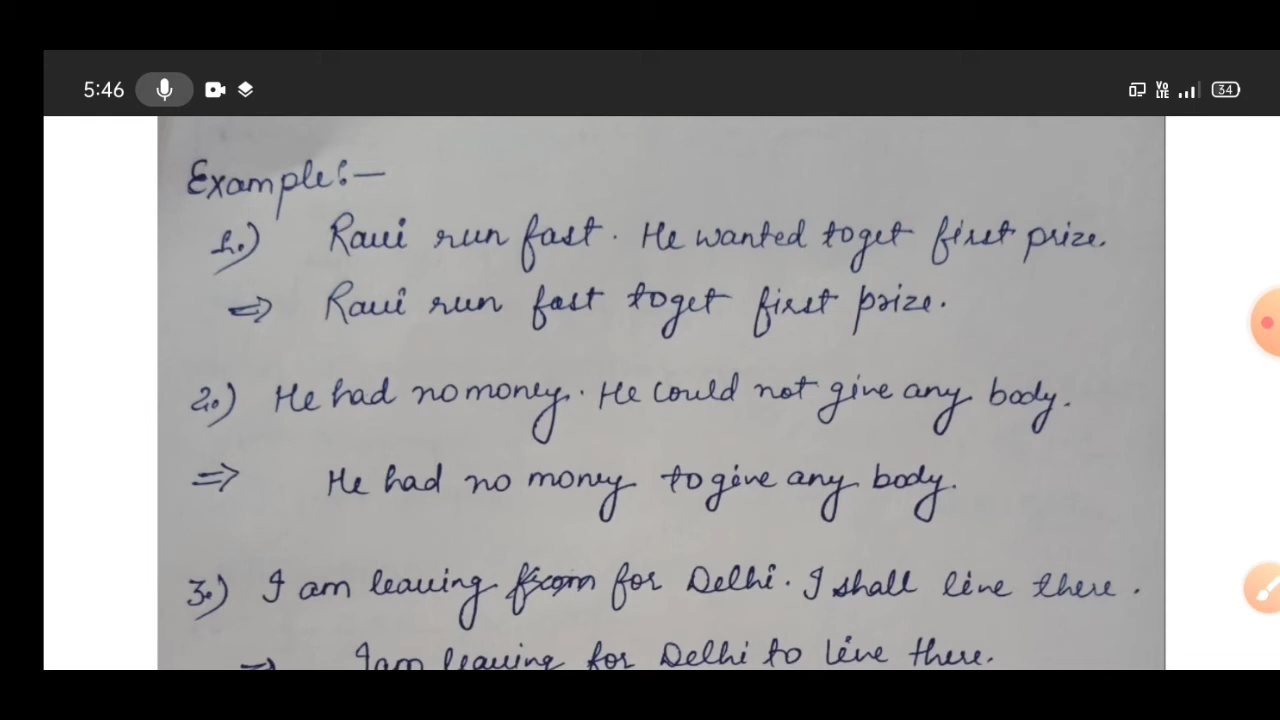 5:46 Vo LTE 34
Example:—
1.) Ravi run fast. He wanted to get first prize.
⇒ Ravi run fast to get first prize.
2.) He had no money. He could not give any body.
⇒ He had no money to give any body.
3.) I am leaving from for Delhi. I shall live there.
⇒ I am leaving for Delhi to live there.